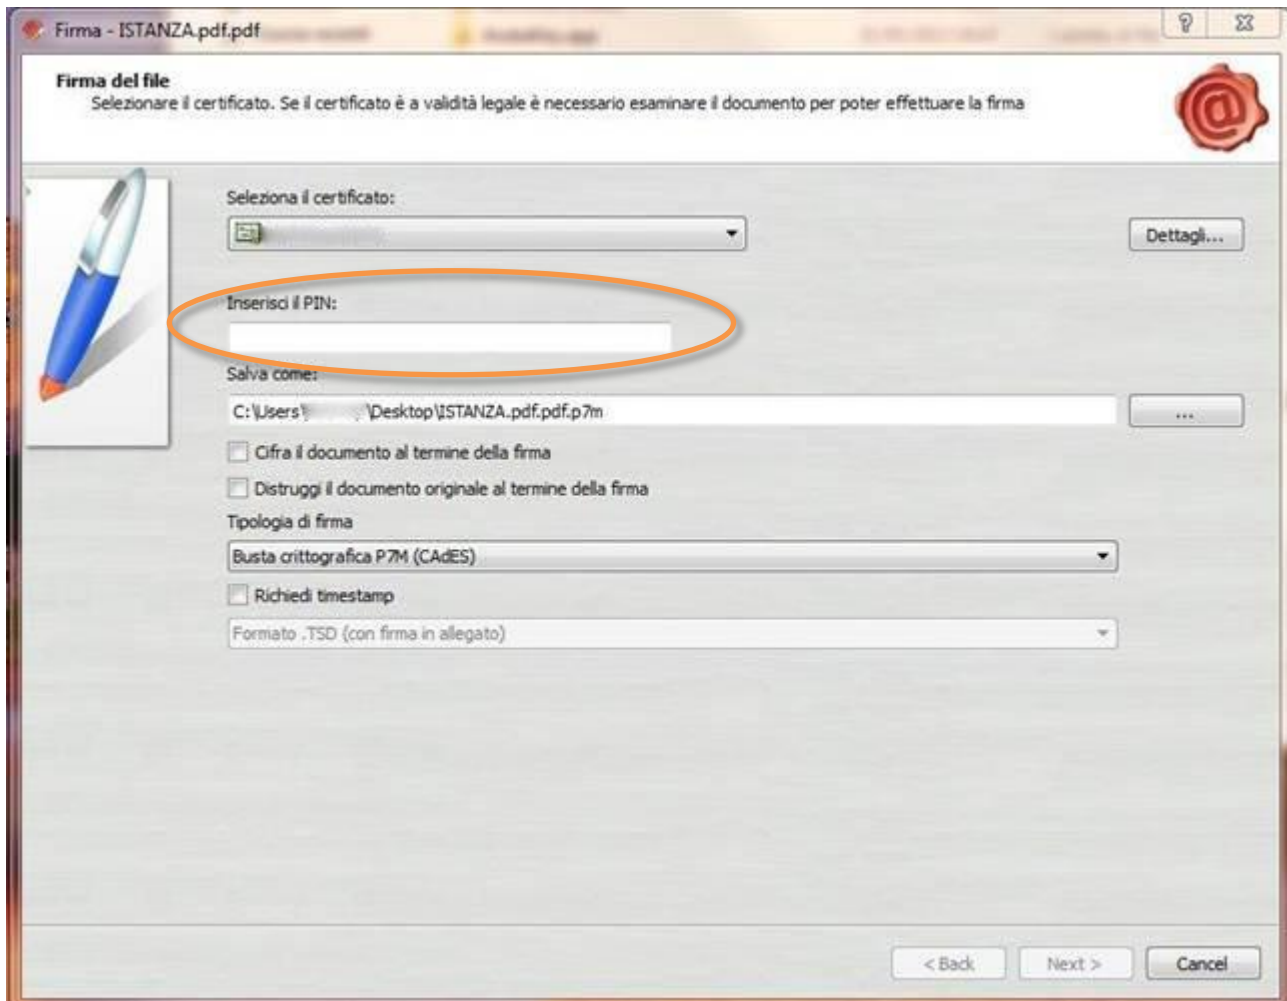 Firma - ISTANZA.pdf.pdf
Firma del file
Selezionare il certificato. Se il certificato è a validità legale è necessario esaminare il documento per poter effettuare la firma
Seleziona il certificato:
Dettagli...
Inserisci il PIN:
Salva come:
C:\Users\ \Desktop\ISTANZA.pdf.pdf.p7m
...
Cifra il documento al termine della firma
Distruggi il documento originale al termine della firma
Tipologia di firma
Busta crittografica P7M (CAdES)
Richiedi timestamp
Formato .TSD (con firma in allegato)
< Back
Next >
Cancel